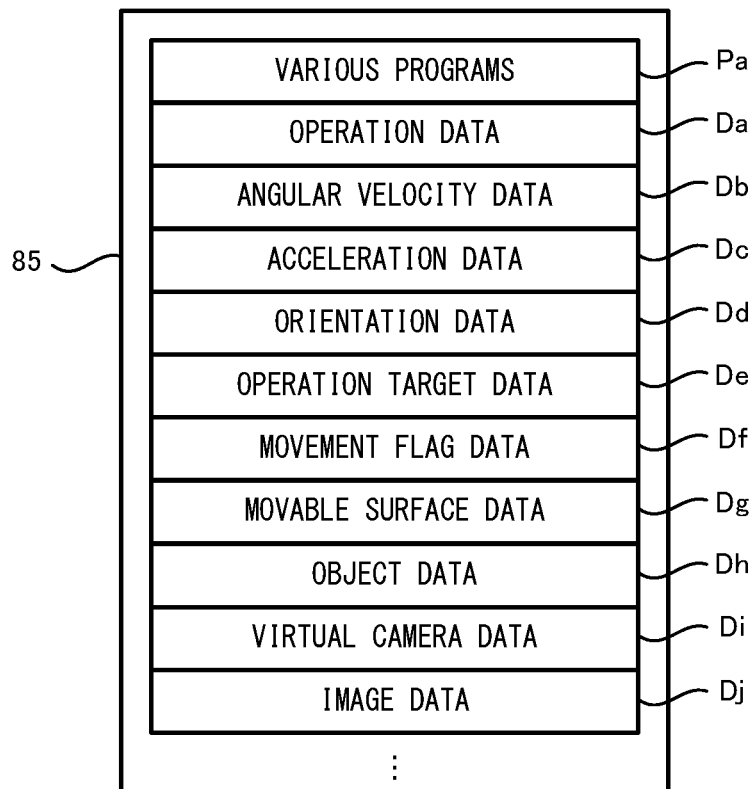 VARIOUS PROGRAMS Pa
OPERATION DATA Da
ANGULAR VELOCITY DATA Db
85
ACCELERATION DATA Dc
ORIENTATION DATA Dd
OPERATION TARGET DATA De
MOVEMENT FLAG DATA Df
MOVABLE SURFACE DATA Dg
OBJECT DATA Dh
VIRTUAL CAMERA DATA Di
IMAGE DATA Dj
⋮